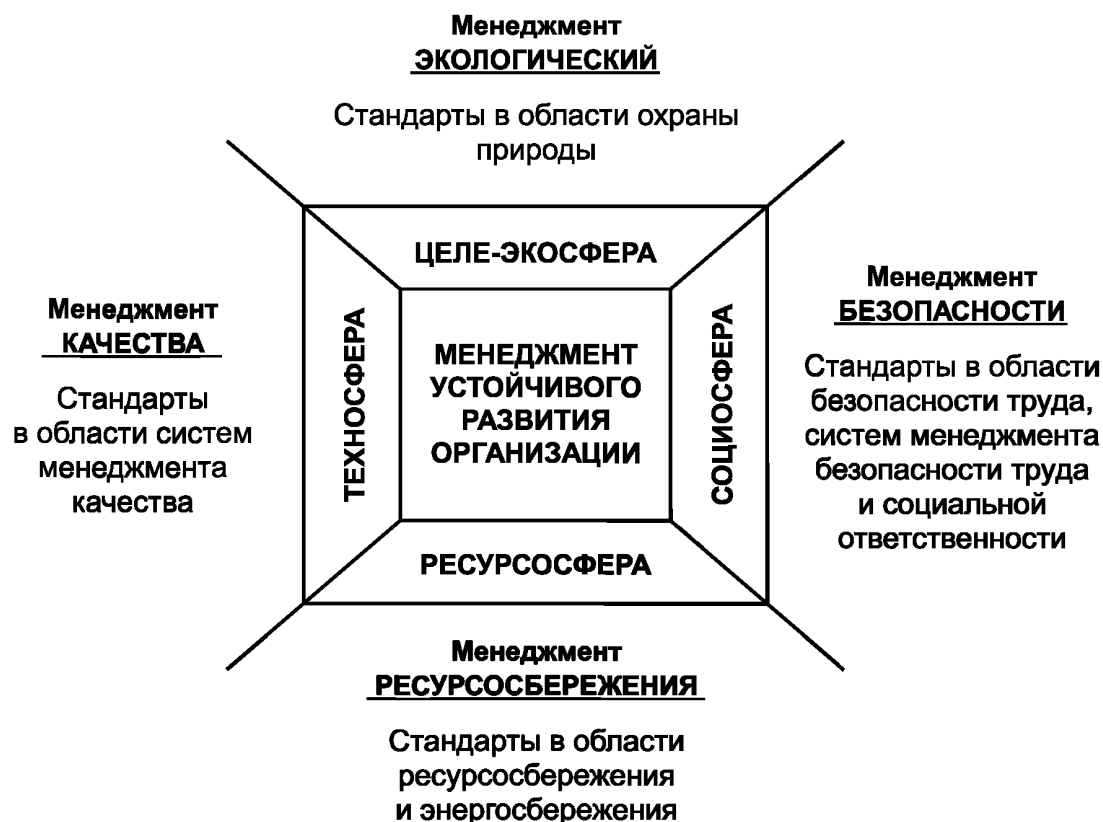 Менеджмент
ЭКОЛОГИЧЕСКИЙ
Стандарты в области охраны
природы
ЦЕЛЕ-ЭКОСФЕРА
Менеджмент
КАЧЕСТВА
Стандарты
в области систем
менеджмента
качества
ТЕХНОСФЕРА
МЕНЕДЖМЕНТ
УСТОЙЧИВОГО
РАЗВИТИЯ
ОРГАНИЗАЦИИ
СОЦИОСФЕРА
Менеджмент
БЕЗОПАСНОСТИ
Стандарты в области
безопасности труда,
систем менеджмента
безопасности труда
и социальной
ответственности
РЕСУРСОСФЕРА
Менеджмент
РЕСУРСОСБЕРЕЖЕНИЯ
Стандарты в области
ресурсосбережения
и энергосбережения